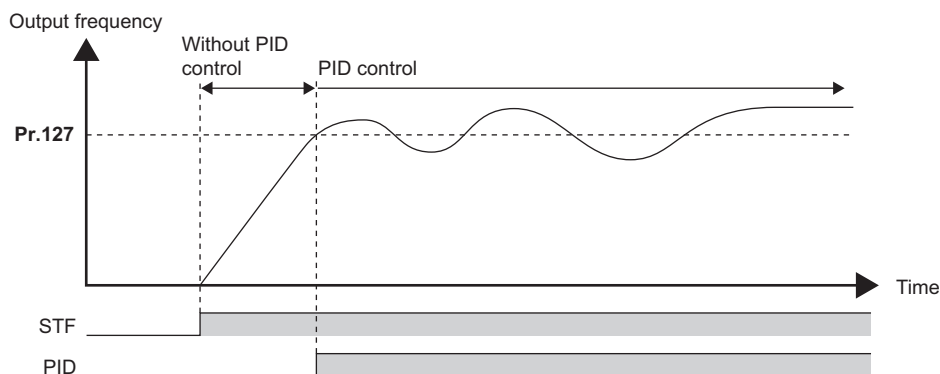 Output frequency
Without PID
control
PID control
Pr.127
Time
STF
PID